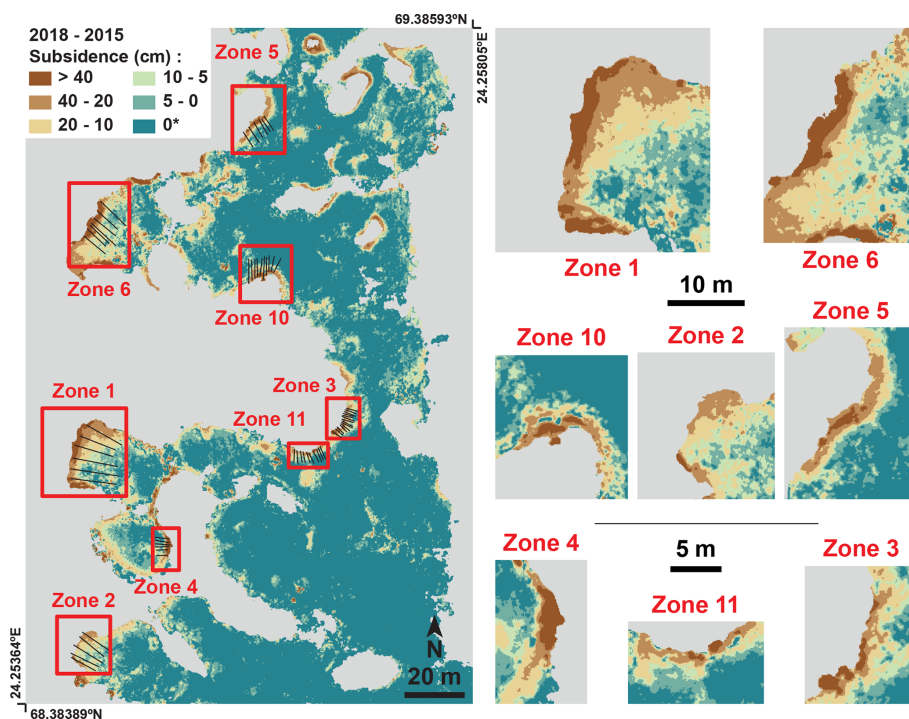 69.38593ºN
24.25805ºE
2018 - 2015
Subsidence (cm) :
> 40
10 - 5
40 - 20
5 - 0
20 - 10
0*
Zone 5
Zone 6
Zone 10
Zone 1
Zone 3
Zone 11
Zone 4
Zone 2
N
20 m
24.25364ºE
68.38389ºN
Zone 1
Zone 6
10 m
Zone 10
Zone 2
Zone 5
Zone 4
5 m
Zone 3
Zone 11